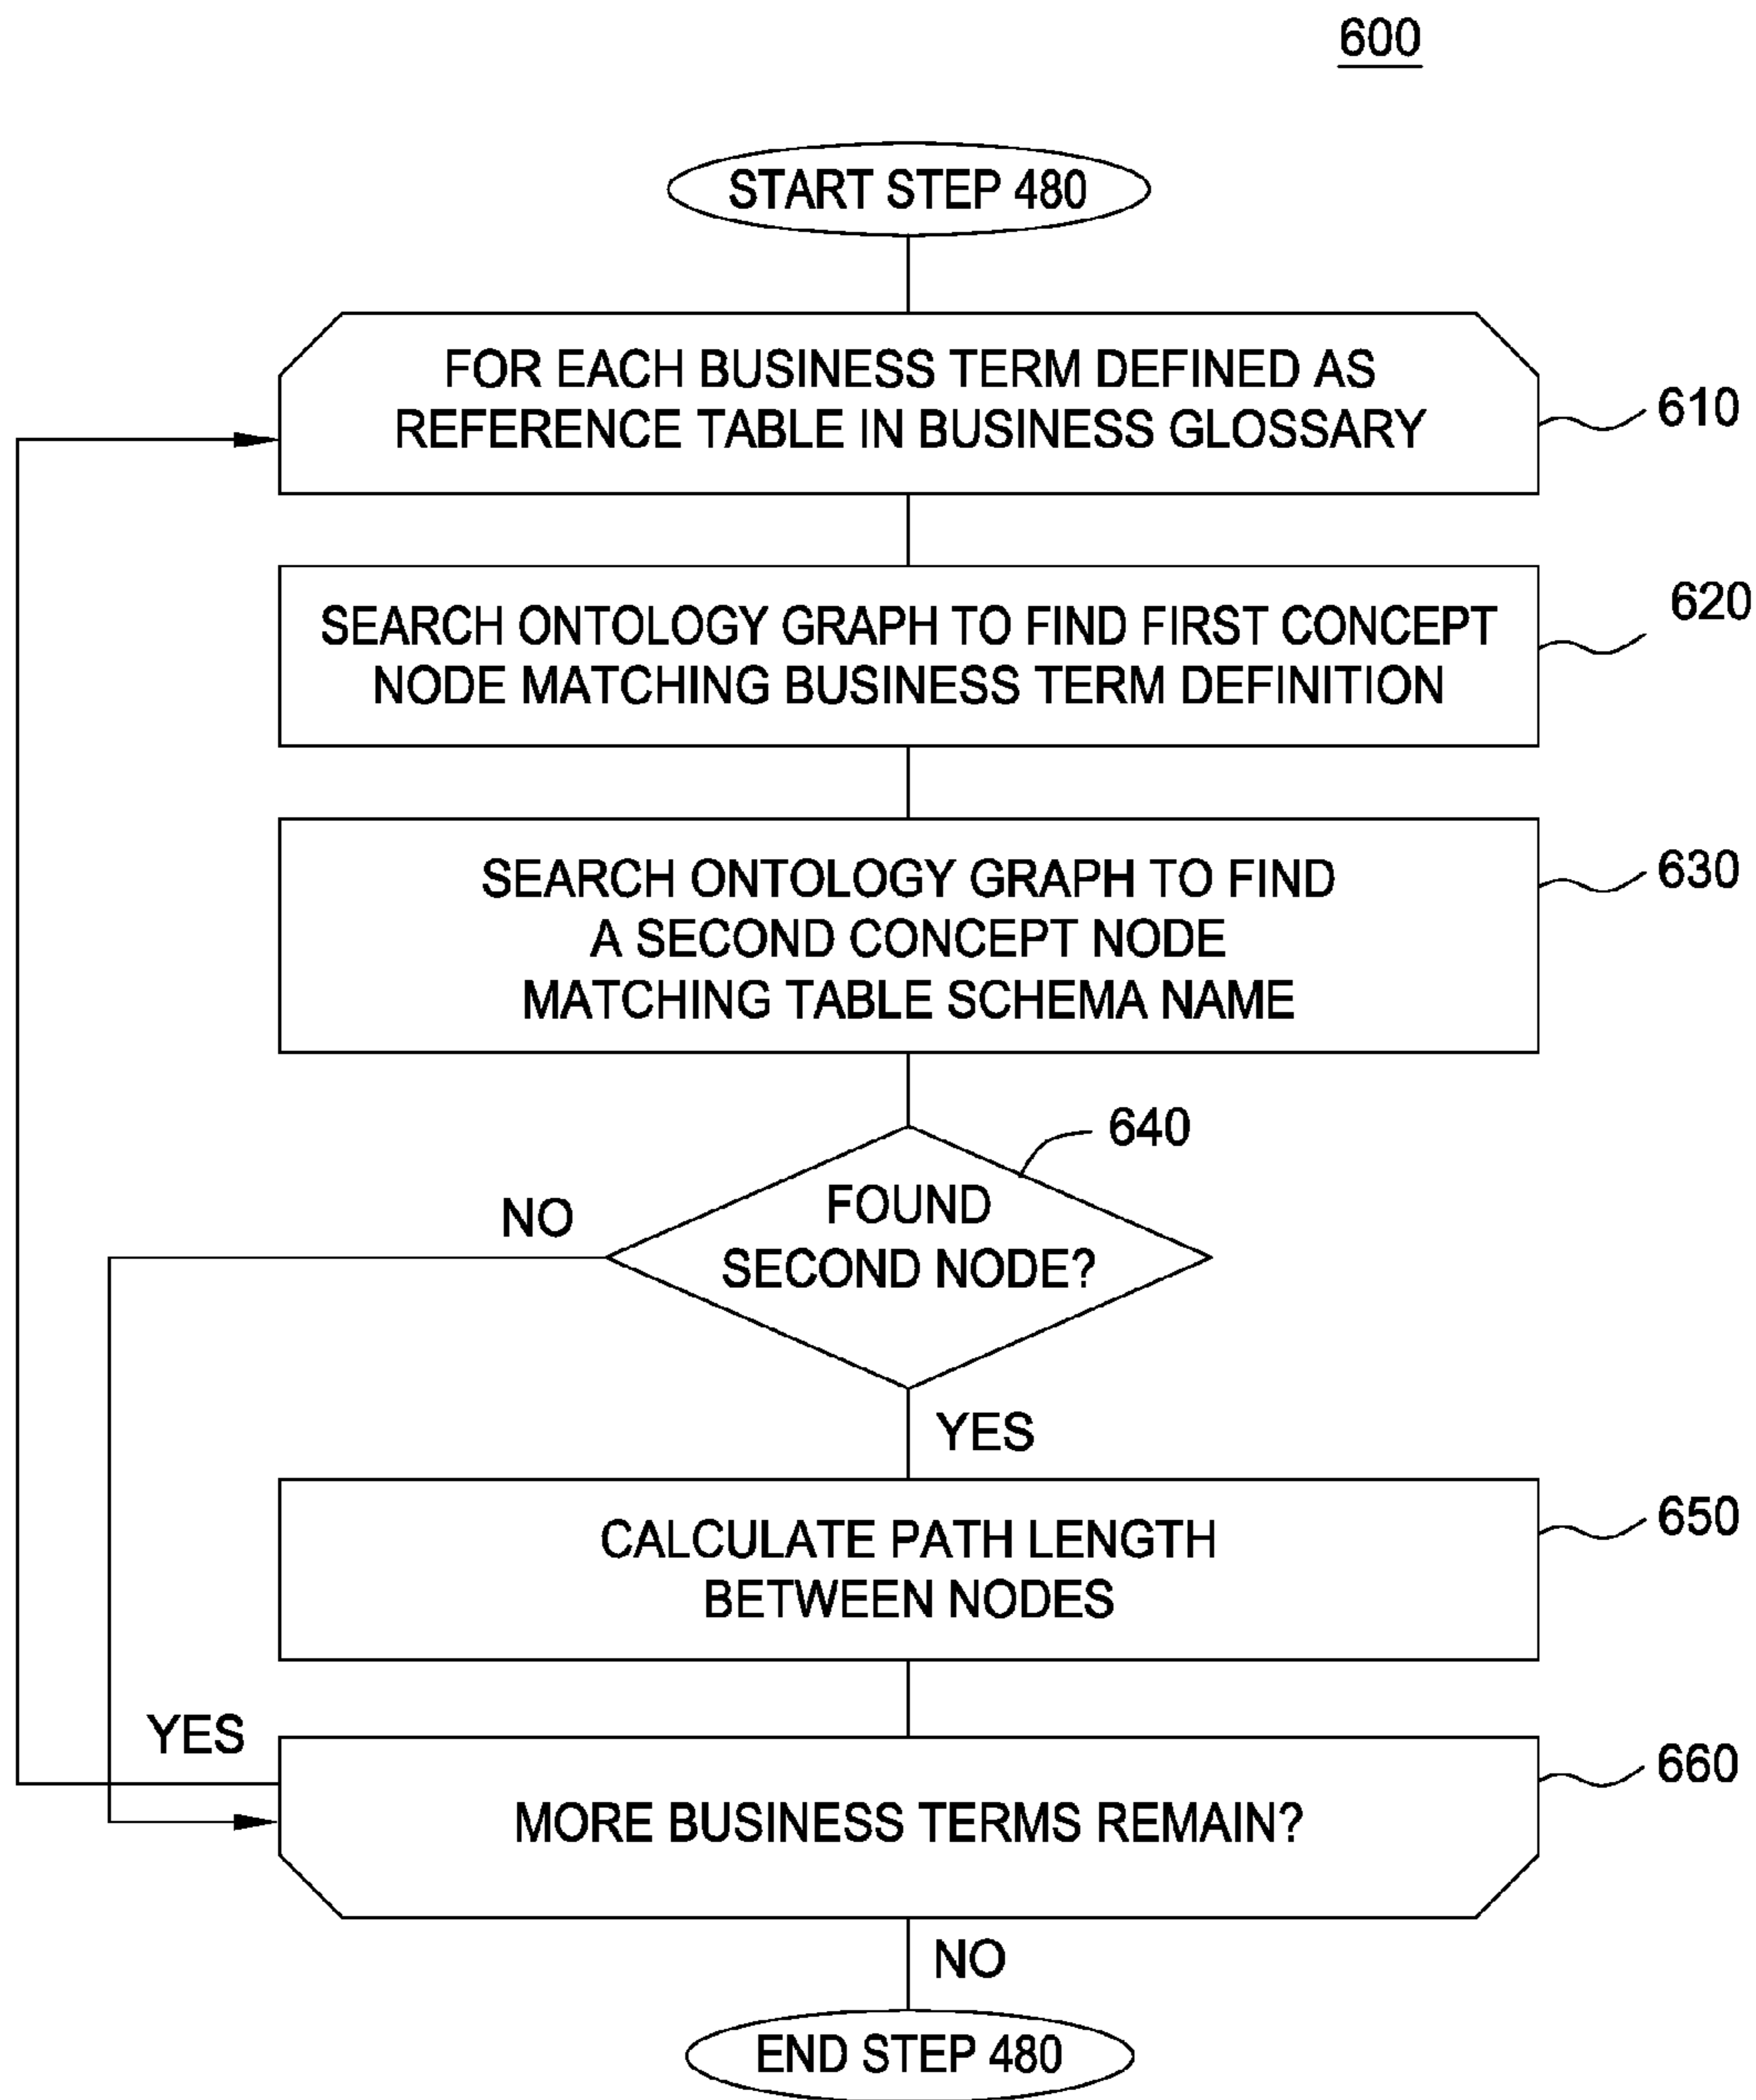 600
START STEP 480
FOR EACH BUSINESS TERM DEFINED AS
REFERENCE TABLE IN BUSINESS GLOSSARY
610
SEARCH ONTOLOGY GRAPH TO FIND FIRST CONCEPT
NODE MATCHING BUSINESS TERM DEFINITION
620
SEARCH ONTOLOGY GRAPH TO FIND
A SECOND CONCEPT NODE
MATCHING TABLE SCHEMA NAME
630
640
NO
FOUND
SECOND NODE?
YES
CALCULATE PATH LENGTH
BETWEEN NODES
650
YES
MORE BUSINESS TERMS REMAIN?
660
NO
END STEP 480